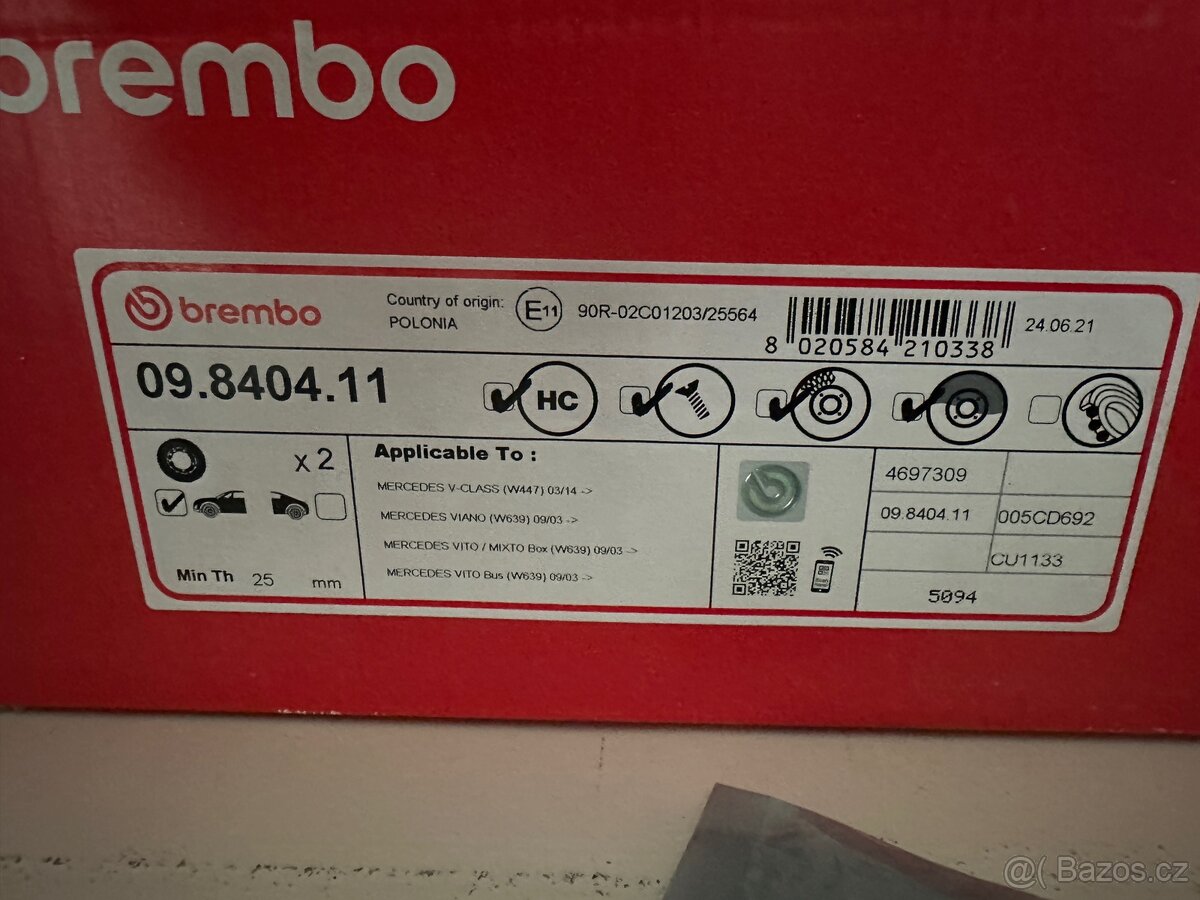 brembo
brembo
Country of origin:
POLONIA
E11
90R-02C01203/25564
8 020584 210338
24.06.21
09.8404.11
HC
x 2
Min Th 25 mm
Applicable To :
MERCEDES V-CLASS (W447) 03/14 ->
MERCEDES VIANO (W639) 09/03 ->
MERCEDES VITO / MIXTO Box (W639) 09/03 ->
MERCEDES VITO Bus (W639) 09/03 ->
4697309
09.8404.11 005CD692
CU1133
5094
@( Bazos.cz